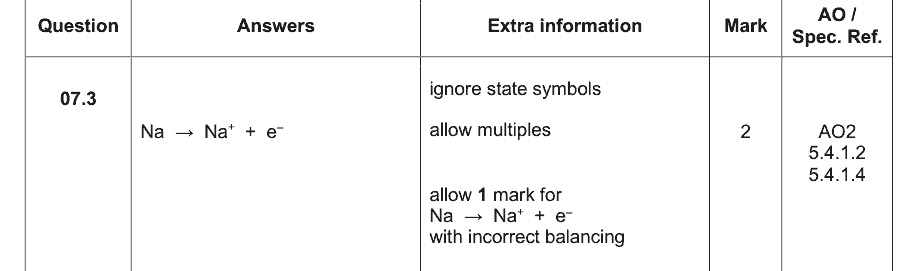 Question Answers Extra information Mark AO /
Spec. Ref.
07.3
ignore state symbols
Na → Na⁺ + e⁻ allow multiples 2 AO2
5.4.1.2
5.4.1.4
allow 1 mark for
Na → Na⁺ + e⁻
with incorrect balancing